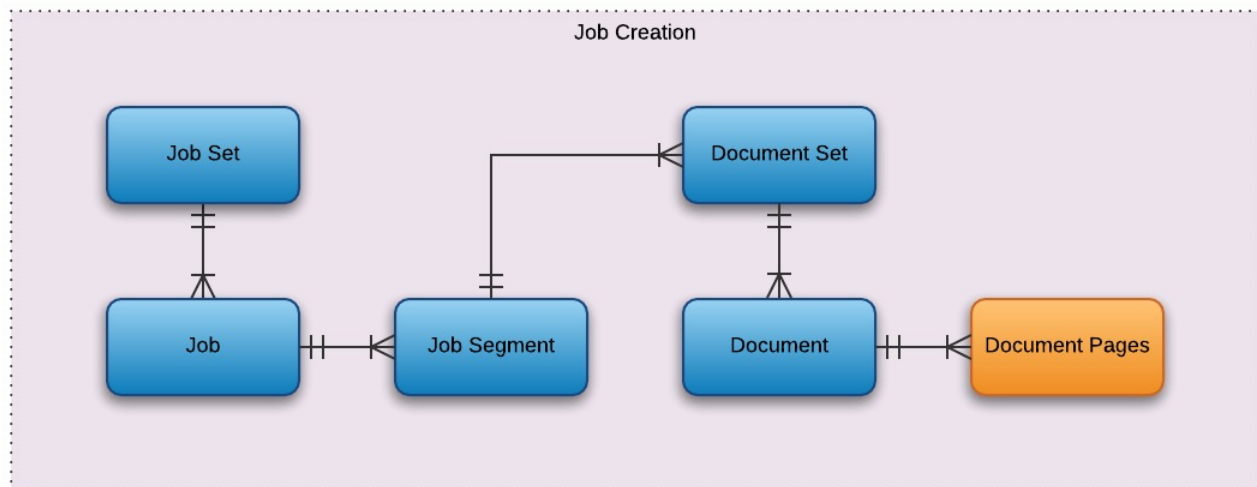 Job Creation
Job Set
Document Set
Job
Job Segment
Document
Document Pages